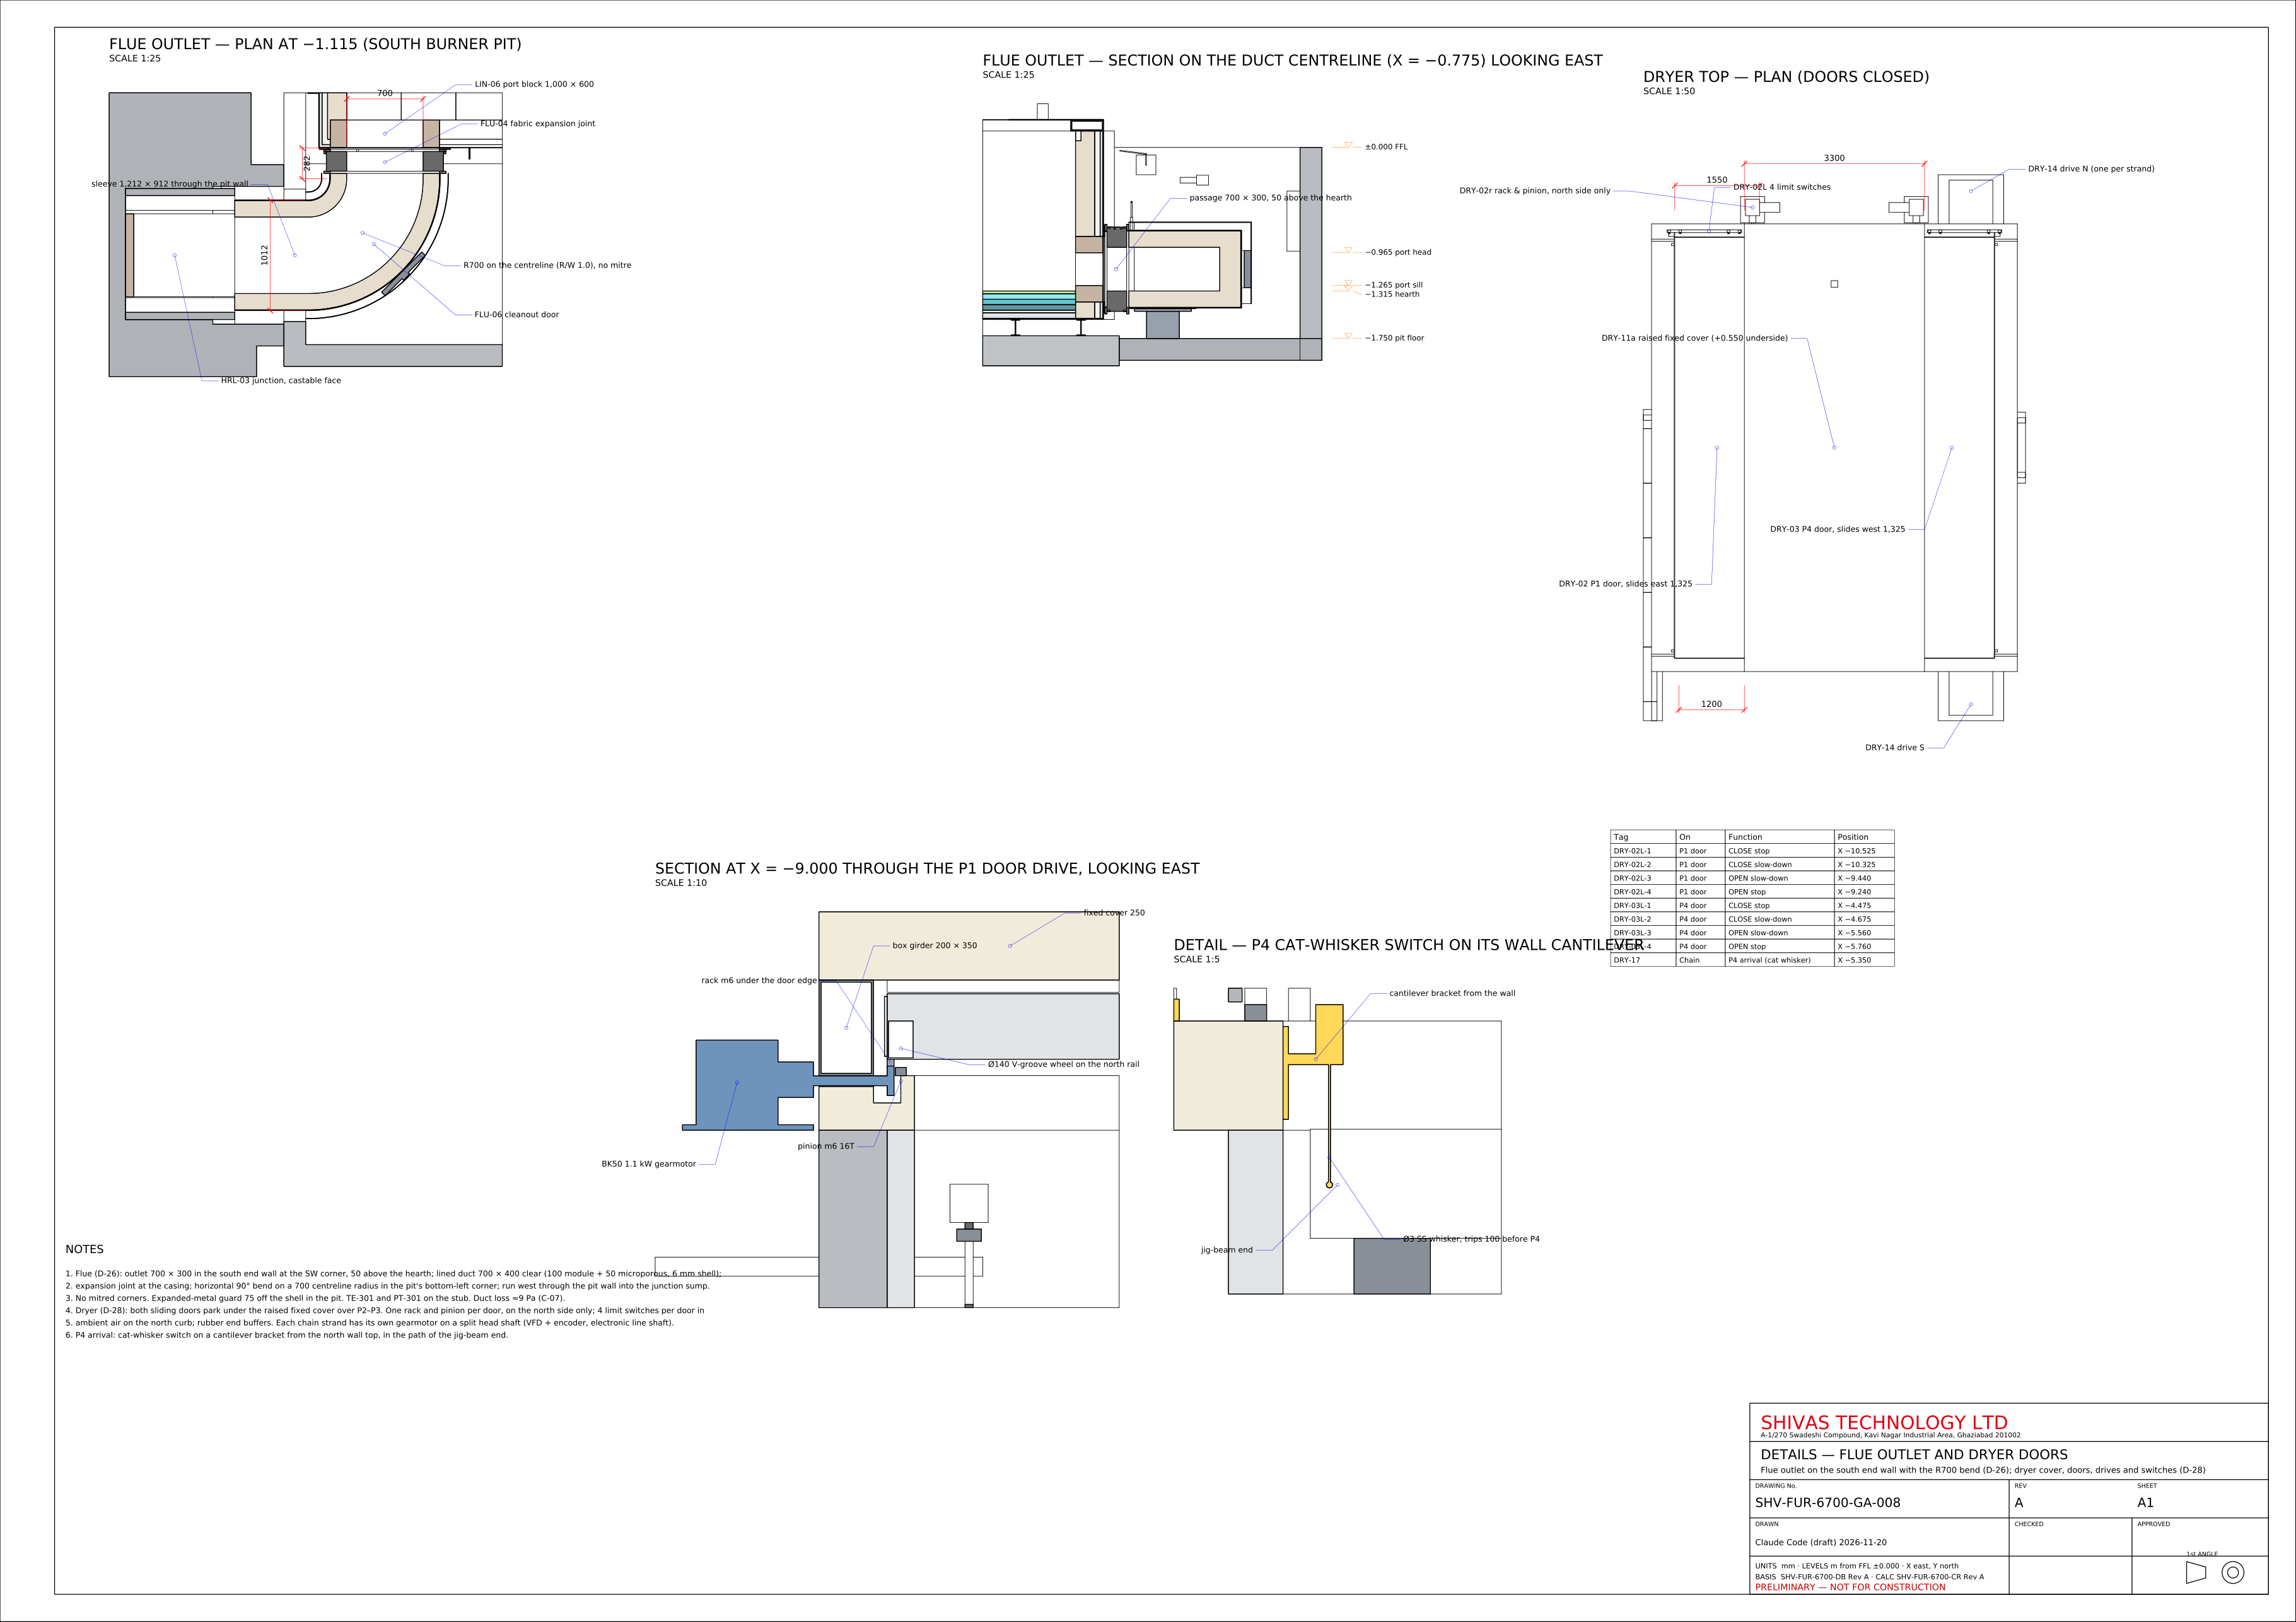 FLUE OUTLET — PLAN AT −1.115 (SOUTH BURNER PIT)
SCALE 1:25
LIN-06 port block 1,000 × 600
700
FLU-04 fabric expansion joint
282
sleeve 1,212 × 912 through the pit wall
1012
R700 on the centreline (R/W 1.0), no mitre
FLU-06 cleanout door
HRL-03 junction, castable face
FLUE OUTLET — SECTION ON THE DUCT CENTRELINE (X = −0.775) LOOKING EAST
SCALE 1:25
±0.000 FFL
passage 700 × 300, 50 above the hearth
−0.965 port head
−1.265 port sill
−1.315 hearth
−1.750 pit floor
DRYER TOP — PLAN (DOORS CLOSED)
SCALE 1:50
3300
DRY-14 drive N (one per strand)
1550
DRY-02L 4 limit switches
DRY-02r rack & pinion, north side only
DRY-11a raised fixed cover (+0.550 underside)
DRY-03 P4 door, slides west 1,325
DRY-02 P1 door, slides east 1,325
1200
DRY-14 drive S
Tag On Function Position
DRY-02L-1 P1 door CLOSE stop X −10.525
DRY-02L-2 P1 door CLOSE slow-down X −10.325
DRY-02L-3 P1 door OPEN slow-down X −9.440
DRY-02L-4 P1 door OPEN stop X −9.240
DRY-03L-1 P4 door CLOSE stop X −4.475
DRY-03L-2 P4 door CLOSE slow-down X −4.675
DRY-03L-3 P4 door OPEN slow-down X −5.560
DRY-03L-4 P4 door OPEN stop X −5.760
DRY-17 Chain P4 arrival (cat whisker) X −5.350
SECTION AT X = −9.000 THROUGH THE P1 DOOR DRIVE, LOOKING EAST
SCALE 1:10
fixed cover 250
box girder 200 × 350
rack m6 under the door edge
Ø140 V-groove wheel on the north rail
pinion m6 16T
BK50 1.1 kW gearmotor
DETAIL — P4 CAT-WHISKER SWITCH ON ITS WALL CANTILEVER
SCALE 1:5
cantilever bracket from the wall
Ø3 SS whisker, trips 100 before P4
jig-beam end
NOTES
1. Flue (D-26): outlet 700 × 300 in the south end wall at the SW corner, 50 above the hearth; lined duct 700 × 400 clear (100 module + 50 microporous, 6 mm shell);
2. expansion joint at the casing; horizontal 90° bend on a 700 centreline radius in the pit's bottom-left corner; run west through the pit wall into the junction sump.
3. No mitred corners. Expanded-metal guard 75 off the shell in the pit. TE-301 and PT-301 on the stub. Duct loss ≈9 Pa (C-07).
4. Dryer (D-28): both sliding doors park under the raised fixed cover over P2–P3. One rack and pinion per door, on the north side only; 4 limit switches per door in
5. ambient air on the north curb; rubber end buffers. Each chain strand has its own gearmotor on a split head shaft (VFD + encoder, electronic line shaft).
6. P4 arrival: cat-whisker switch on a cantilever bracket from the north wall top, in the path of the jig-beam end.
SHIVAS TECHNOLOGY LTD
A-1/270 Swadeshi Compound, Kavi Nagar Industrial Area, Ghaziabad 201002
DETAILS — FLUE OUTLET AND DRYER DOORS
Flue outlet on the south end wall with the R700 bend (D-26); dryer cover, doors, drives and switches (D-28)
DRAWING No. REV SHEET
SHV-FUR-6700-GA-008 A A1
DRAWN CHECKED APPROVED
Claude Code (draft) 2026-11-20
1st ANGLE
UNITS mm · LEVELS m from FFL ±0.000 · X east, Y north
BASIS SHV-FUR-6700-DB Rev A · CALC SHV-FUR-6700-CR Rev A
PRELIMINARY — NOT FOR CONSTRUCTION